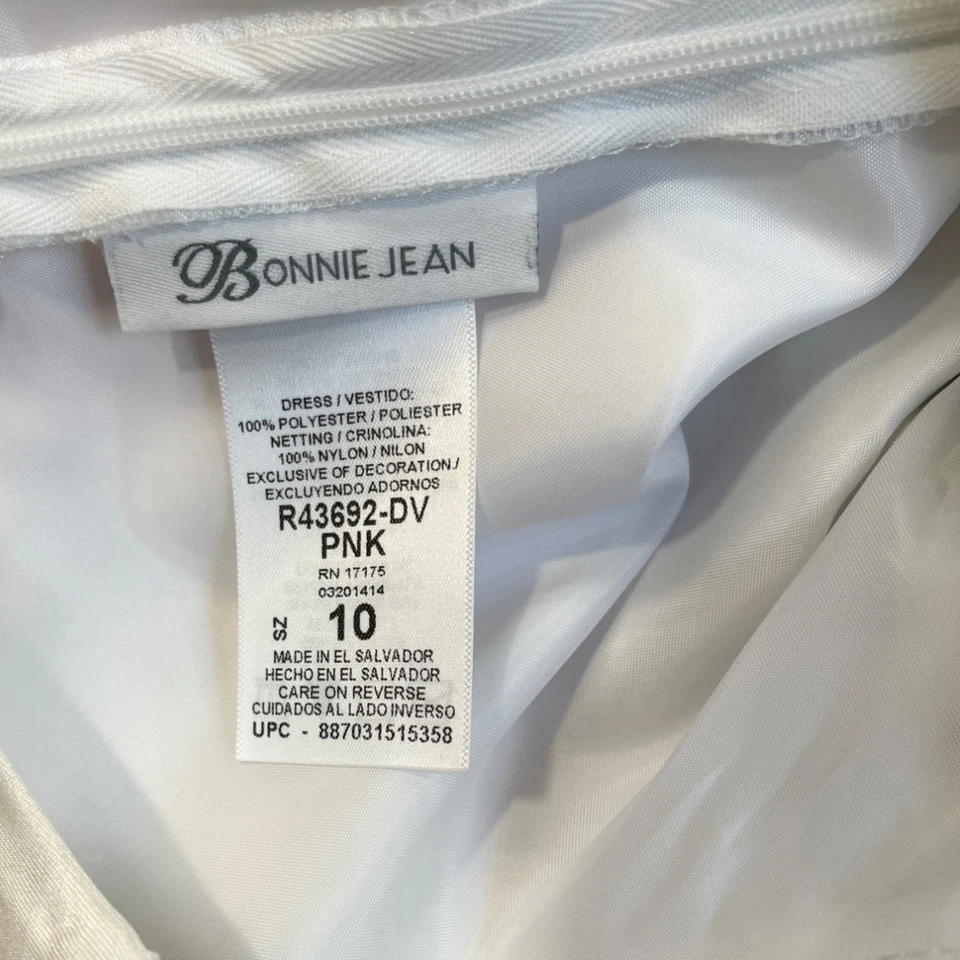 BONNIE JEAN
DRESS / VESTIDO:
100% POLYESTER / POLIESTER
NETTING / CRINOLINA:
100% NYLON / NILON
EXCLUSIVE OF DECORATION /
EXCLUYENDO ADORNOS
R43692-DV
PNK
RN 17175
03201414
ZS 10
MADE IN EL SALVADOR
HECHO EN EL SALVADOR
CARE ON REVERSE
CUIDADOS AL LADO INVERSO
UPC - 887031515358